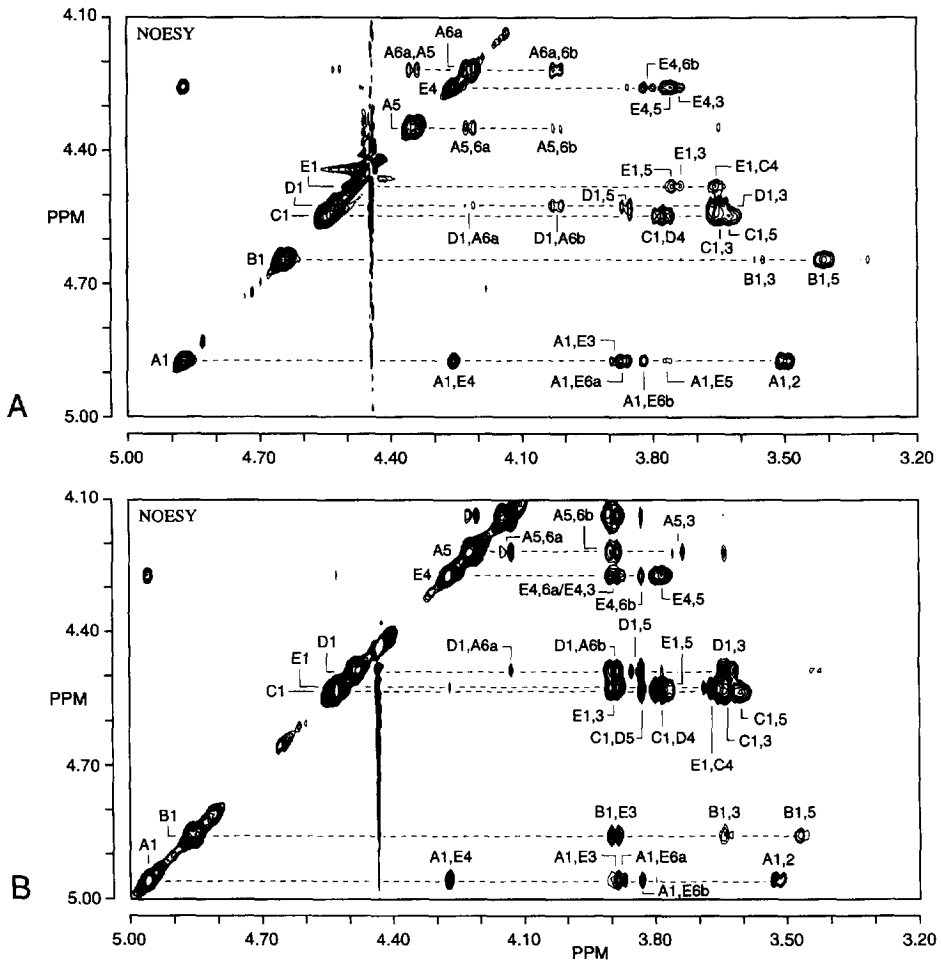 4.10
NOESY
A6a
A6a,A5
A6a,6b
E4,6b
E4
E4,5
E4,3
A5
A5,6a
A5,6b
4.40
E1
E1,5
E1,3
E1,C4
D1
D1,5
D1,3
C1
D1,A6a
D1,A6b
C1,D4
C1,3
C1,5
PPM
B1
B1,3
B1,5
4.70
A1
A1,E4
A1,E3
A1,E6a
A1,E6b
A1,E5
A1,2
A
5.00
5.00 4.70 4.40 4.10 3.80 3.50 3.20
4.10
NOESY
A5
A5,6a
A5,6b
A5,3
E4
E4,6a/E4,3
E4,6b
E4,5
4.40
D1
D1,A6a
D1,A6b
D1,5
E1,5
D1,3
E1
C1
PPM
E1,3
C1,D5
C1,D4
C1,3
C1,5
E1,C4
4.70
B1
B1,E3
B1,3
B1,5
A1
A1,E4
A1,E3
A1,E6a
A1,E6b
A1,2
B
5.00
5.00 4.70 4.40 4.10 3.80 3.50 3.20
PPM